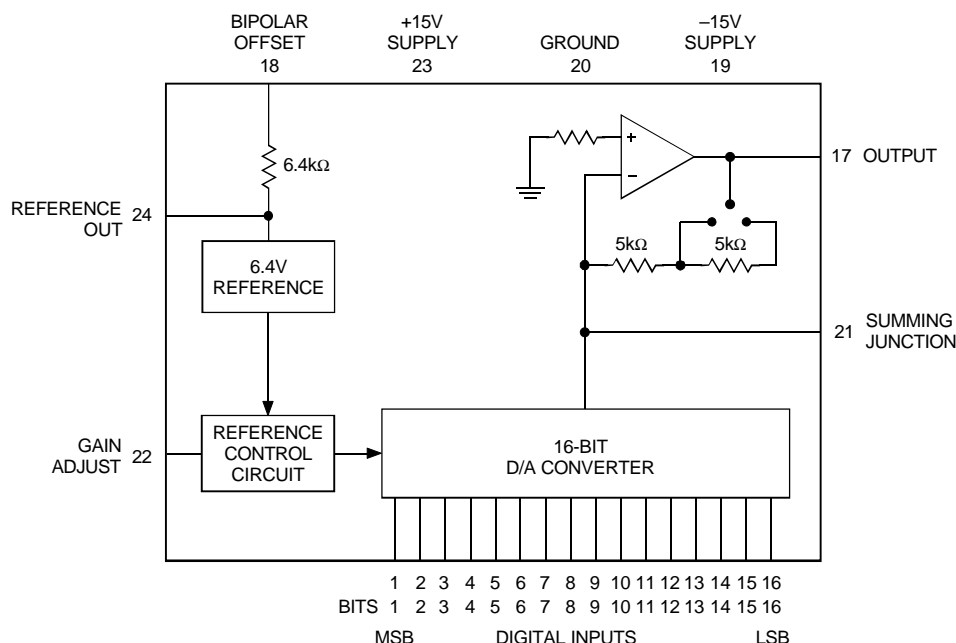 BIPOLAR
OFFSET
18
+15V
SUPPLY
23
GROUND
20
–15V
SUPPLY
19
6.4kΩ
+
–
17 OUTPUT
REFERENCE
OUT
24
6.4V
REFERENCE
5kΩ
5kΩ
21
SUMMING
JUNCTION
GAIN
ADJUST
22
REFERENCE
CONTROL
CIRCUIT
16-BIT
D/A CONVERTER
1 2 3 4 5 6 7 8 9 10 11 12 13 14 15 16
BITS 1 2 3 4 5 6 7 8 9 10 11 12 13 14 15 16
MSB DIGITAL INPUTS LSB